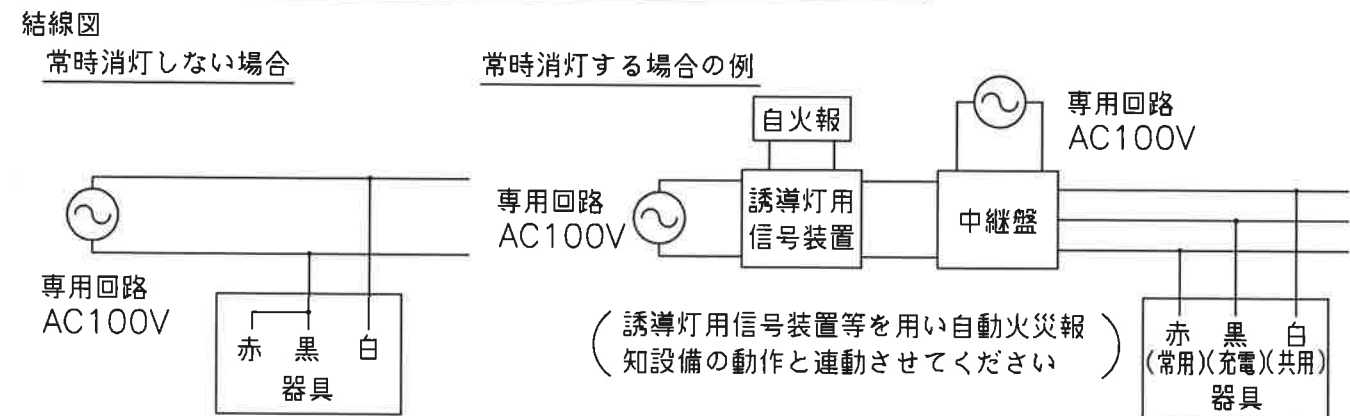 結線図
常時消灯しない場合
専用回路
AC100V
赤 黒 白
器具
常時消灯する場合の例
自火報
専用回路
AC100V
専用回路
AC100V
誘導灯用
信号装置
中継盤
(誘導灯用信号装置等を用い自動火災報
知設備の動作と連動させてください)
赤 黒 白
(常用)(充電)(共用)
器具